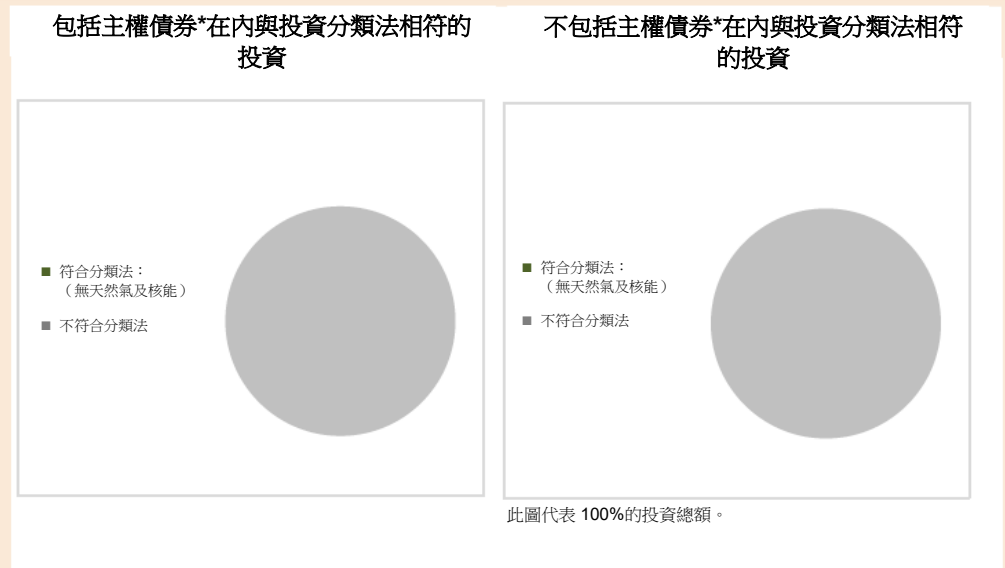 包括主權債券*在內與投資分類法相符的
投資
符合分類法：
（無天然氣及核能）
不符合分類法
不包括主權債券*在內與投資分類法相符
的投資
符合分類法：
（無天然氣及核能）
不符合分類法
此圖代表 100%的投資總額。